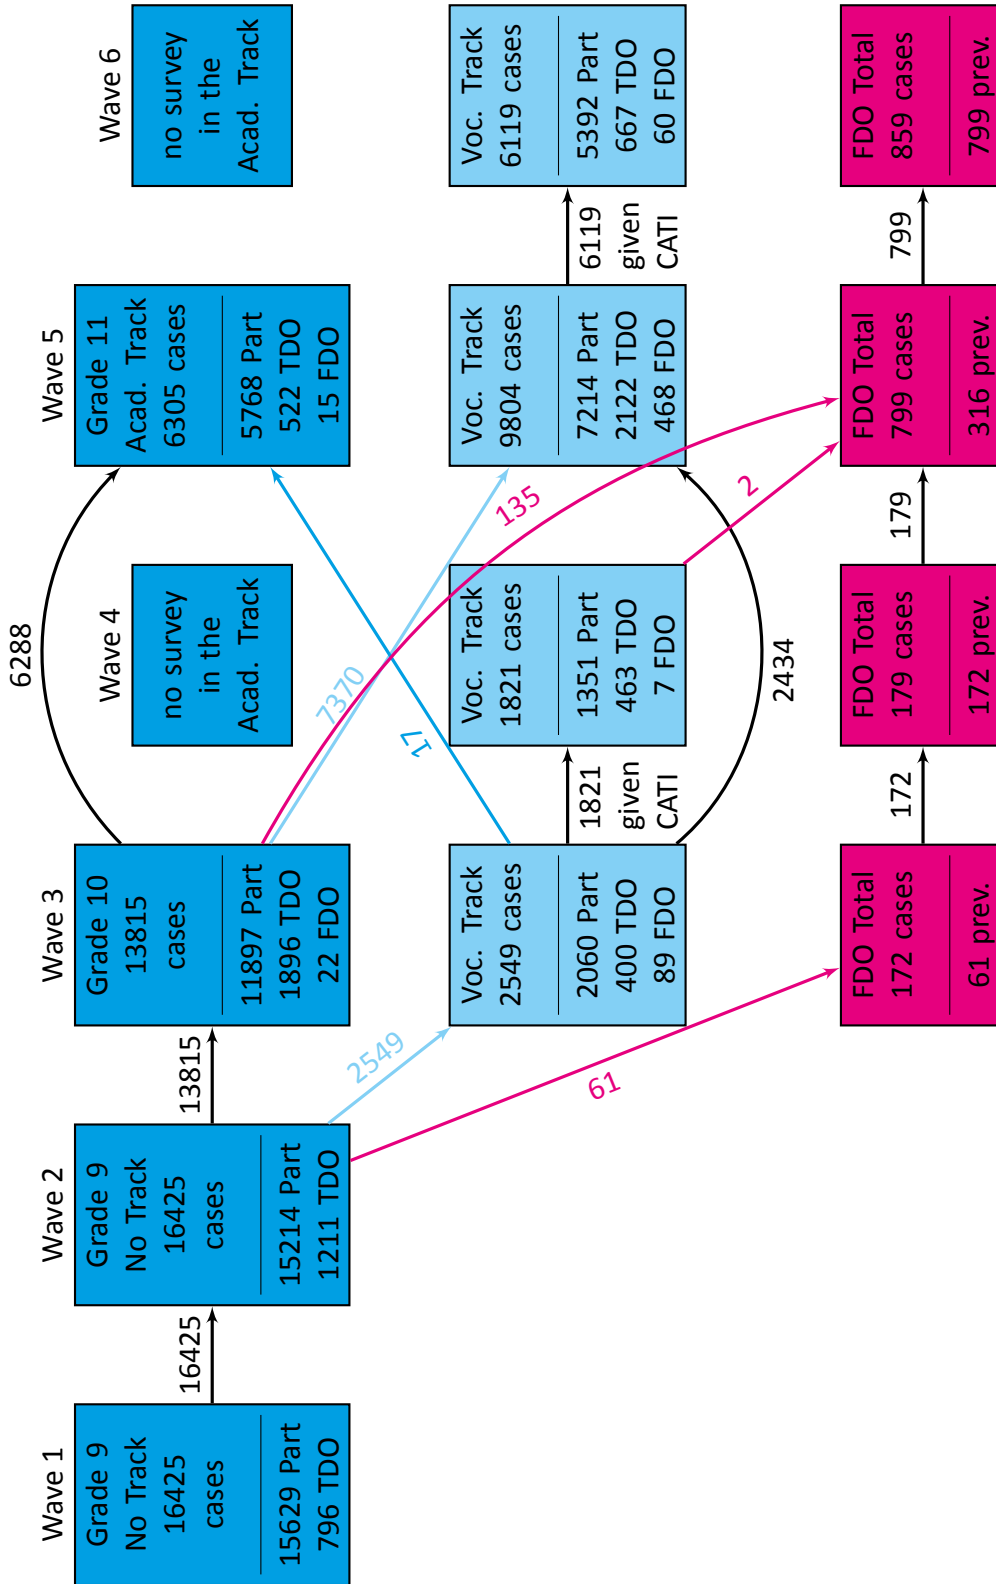 Wave 1
Grade 9
No Track
16425
cases
15629 Part
796 TDO
16425
Wave 2
Grade 9
No Track
16425
cases
15214 Part
1211 TDO
13815
2549
61
Wave 3
Grade 10
13815
cases
11897 Part
1896 TDO
22 FDO
Voc. Track
2549 cases
2060 Part
400 TDO
89 FDO
FDO Total
172 cases
61 prev.
6288
7370
135
17
1821
given
CATI
2434
172
Wave 4
no survey
in the
Acad. Track
Voc. Track
1821 cases
1351 Part
463 TDO
7 FDO
FDO Total
179 cases
172 prev.
2
179
Wave 5
Grade 11
Acad. Track
6305 cases
5768 Part
522 TDO
15 FDO
Voc. Track
9804 cases
7214 Part
2122 TDO
468 FDO
FDO Total
799 cases
316 prev.
6119
given
CATI
799
Wave 6
no survey
in the
Acad. Track
Voc. Track
6119 cases
5392 Part
667 TDO
60 FDO
FDO Total
859 cases
799 prev.